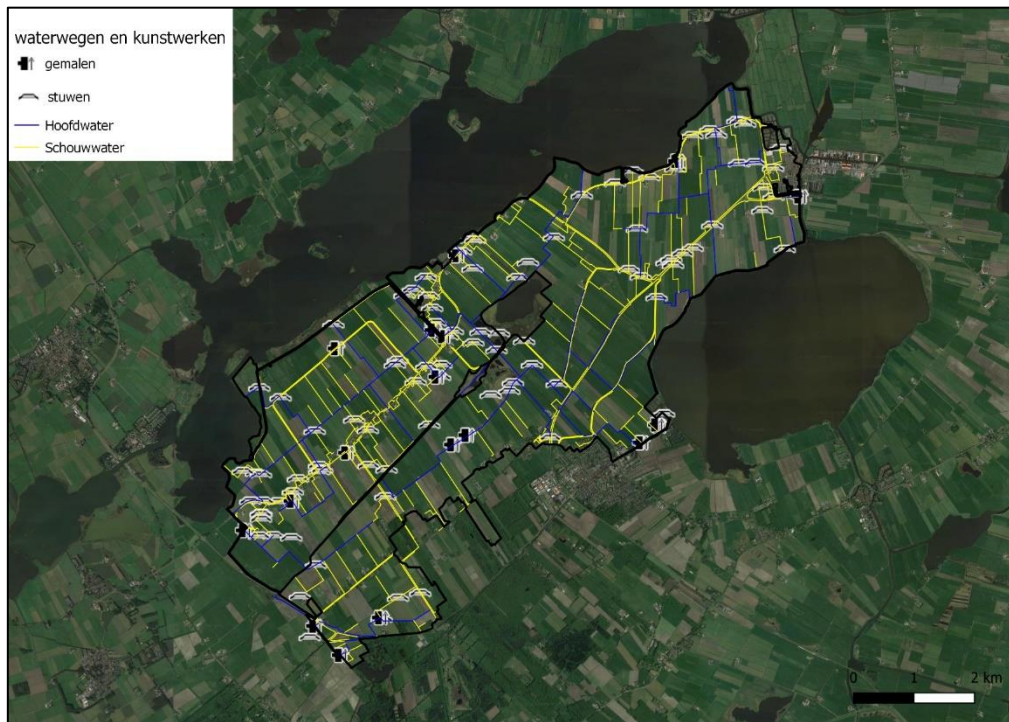 waterwegen en kunstwerken
gemalen
stuwen
Hoofdwater
Schouwwater
0 1 2 km